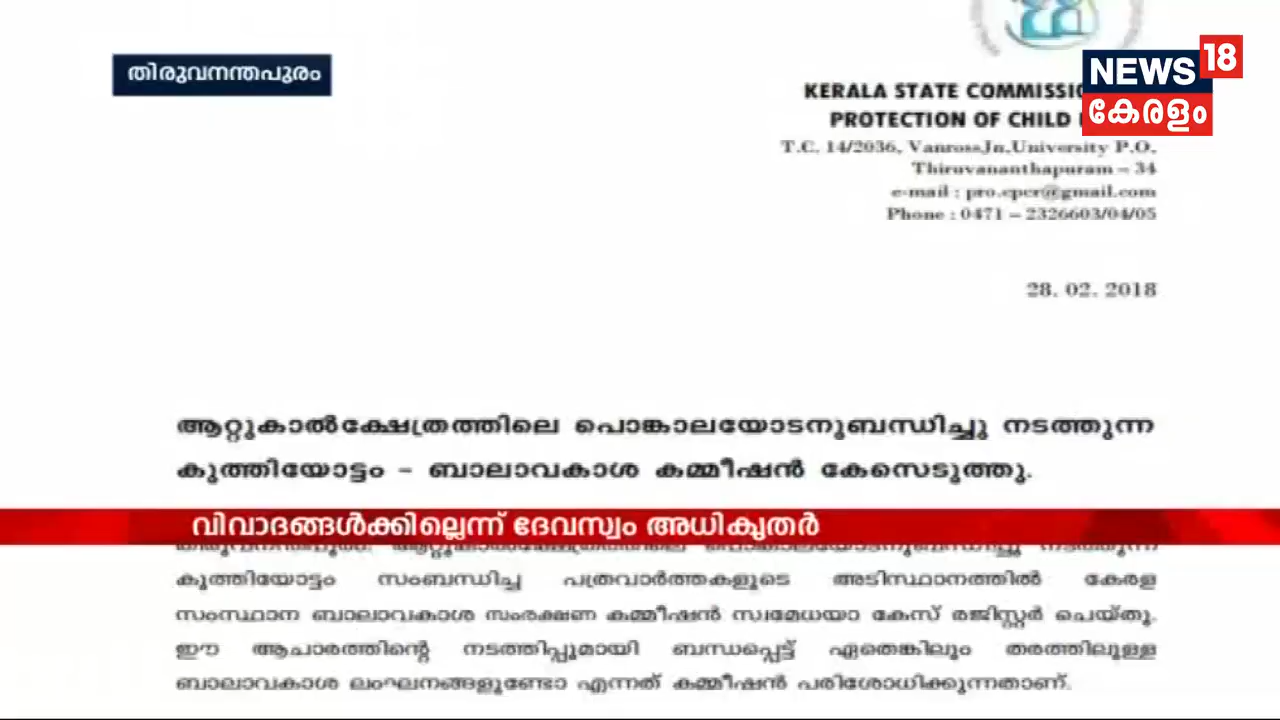 തിരുവനന്തപുരം
NEWS 18
കേരളം
KERALA STATE COMMISSI
PROTECTION OF CHILD
T.C. 14/2036, VanrossJn,University P.O,
Thiruvananthapuram – 34
e-mail : pro.cpcr@gmail.com
Phone : 0471 – 2326603/04/05
28. 02. 2018
ആറ്റുകാൽക്ഷേത്രത്തിലെ പൊങ്കാലയോടനുബന്ധിച്ചു നടത്തുന്ന
കുത്തിയോട്ടം – ബാലാവകാശ കമ്മീഷൻ കേസെടുത്തു.
വിവാദങ്ങൾക്കില്ലെന്ന് ദേവസ്വം അധികൃതർ
കുത്തിയോട്ടം സംബന്ധിച്ച പത്രവാർത്തകളുടെ അടിസ്ഥാനത്തിൽ കേരള
സംസ്ഥാന ബാലാവകാശ സംരക്ഷണ കമ്മീഷൻ സ്വമേധയാ കേസ് രജിസ്റ്റർ ചെയ്തു.
ഈ ആചാരത്തിന്റെ നടത്തിപ്പുമായി ബന്ധപ്പെട്ട് ഏതെങ്കിലും തരത്തിലുള്ള
ബാലാവകാശ ലംഘനങ്ങളുണ്ടോ എന്നത് കമ്മീഷൻ പരിശോധിക്കുന്നതാണ്.